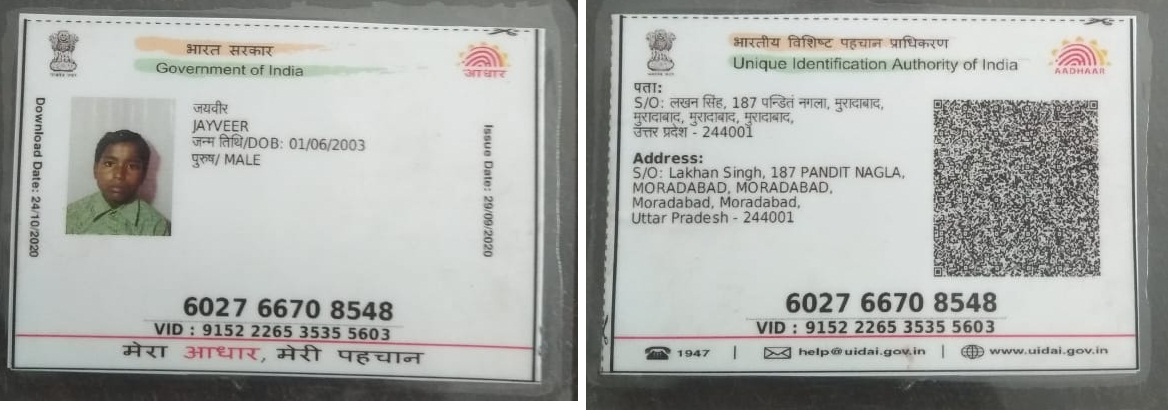 भारत सरकार
Government of India
आधार
Download Date: 24/10/2020
जयवीर
JAYVEER
जन्म तिथि/DOB: 01/06/2003
पुरुष/ MALE
Issue Date: 29/09/2020
6027 6670 8548
VID : 9152 2265 3535 5603
मेरा आधार, मेरी पहचान
भारतीय विशिष्ट पहचान प्राधिकरण
Unique Identification Authority of India
AADHAAR
पता:
S/O: लखन सिंह, 187 पन्डित नगला, मुरादाबाद,
मुरादाबाद, मुरादाबाद, मुरादाबाद,
उत्तर प्रदेश - 244001
Address:
S/O: Lakhan Singh, 187 PANDIT NAGLA,
MORADABAD, MORADABAD,
Moradabad, Moradabad,
Uttar Pradesh - 244001
6027 6670 8548
VID : 9152 2265 3535 5603
1947 | help@uidai.gov.in | www.uidai.gov.in